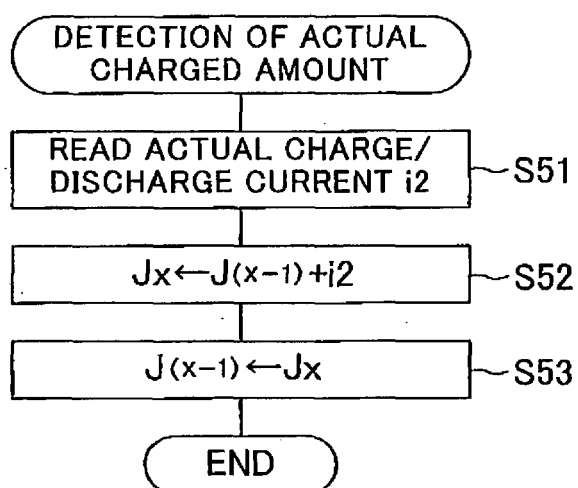 DETECTION OF ACTUAL
CHARGED AMOUNT
READ ACTUAL CHARGE/
DISCHARGE CURRENT i2
S51
Jx←J(x-1)+i2
S52
J(x-1)←Jx
S53
END